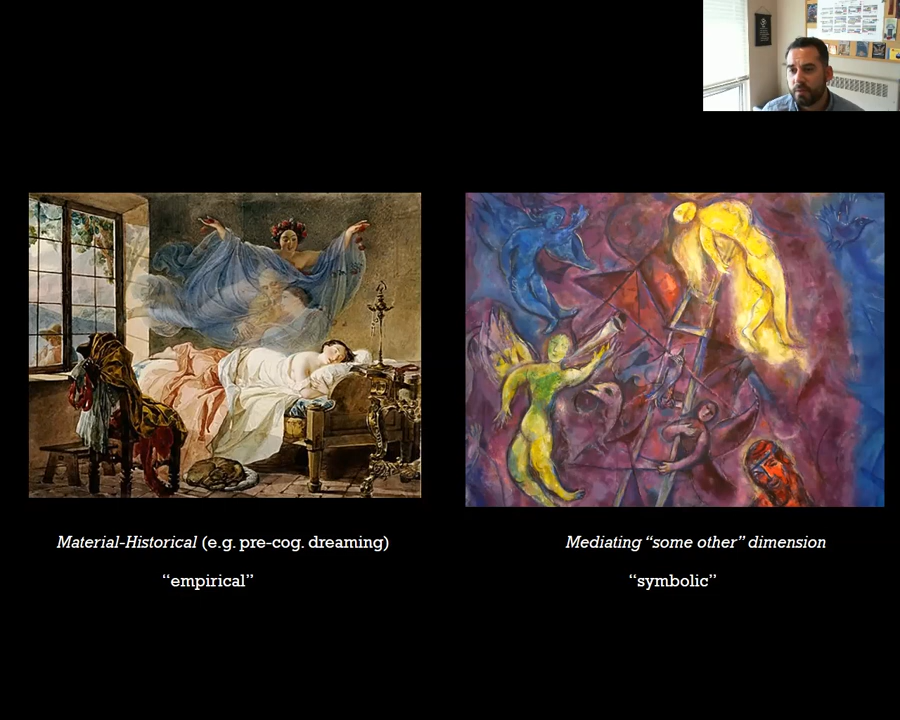 Material-Historical (e.g. pre-cog. dreaming)
Mediating “some other” dimension
“empirical”
“symbolic”